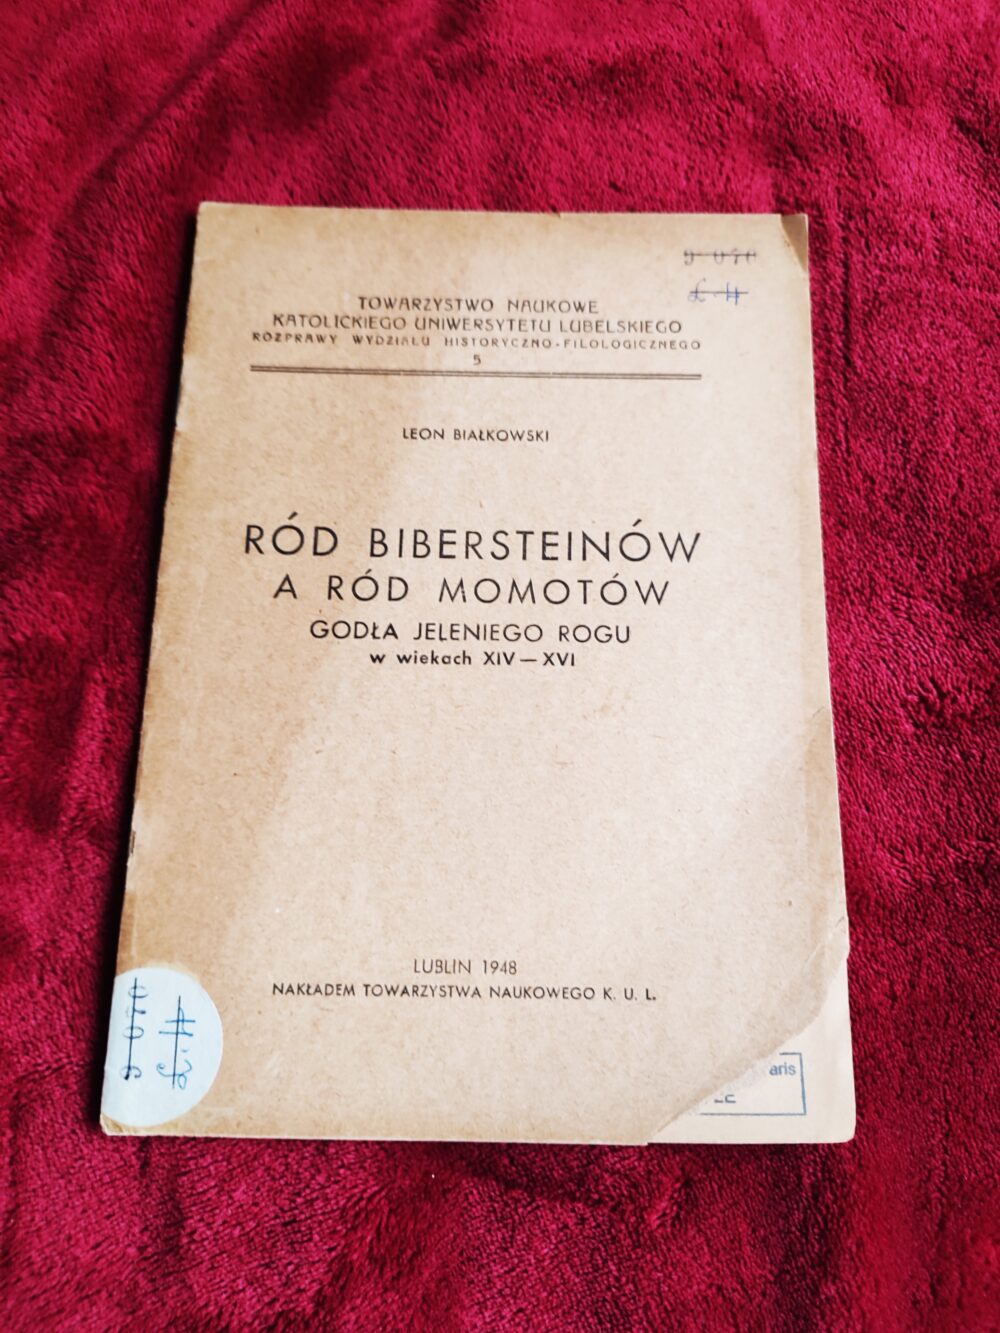 TOWARZYSTWO NAUKOWE
KATOLICKIEGO UNIWERSYTETU LUBELSKIEGO
ROZPRAWY WYDZIAŁU HISTORYCZNO-FILOLOGICZNEGO
5
LEON BIAŁKOWSKI
RÓD BIBERSTEINÓW
A RÓD MOMOTÓW
GODŁA JELENIEGO ROGU
w wiekach XIV — XVI
LUBLIN 1948
NAKŁADEM TOWARZYSTWA NAUKOWEGO K. U. L.
aris